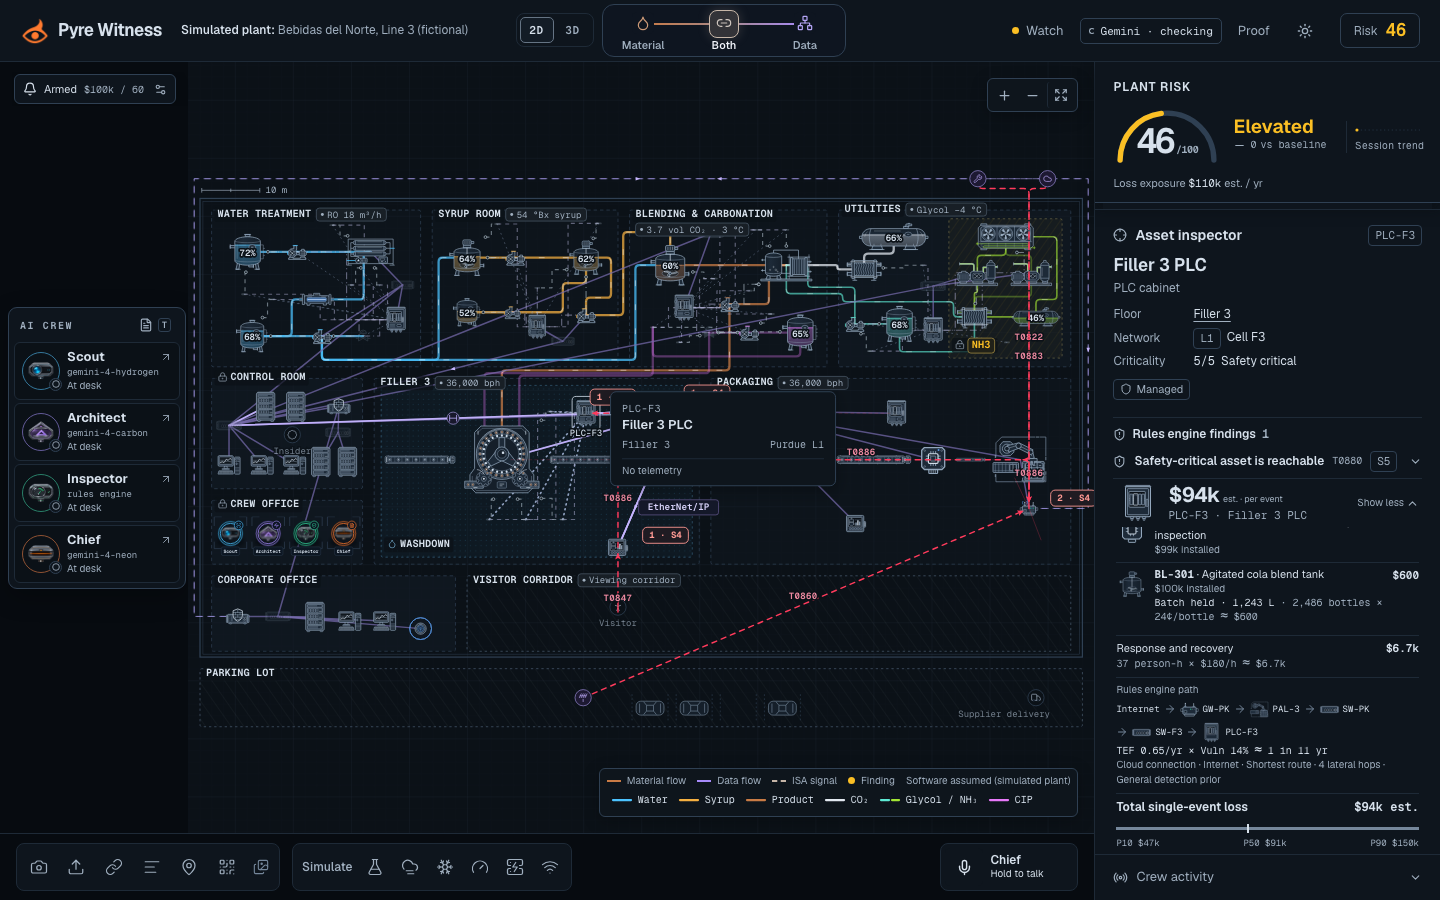 Pyre Witness
Simulated plant: Bebidas del Norte, Line 3 (fictional)
2D 3D
Material Both Data
Watch
Gemini · checking
Proof
Risk 46
Armed $100k / 60
AI CREW T
Scout
gemini-4-hydrogen
At desk
Architect
gemini-4-carbon
At desk
Inspector
rules engine
At desk
Chief
gemini-4-neon
At desk
10 m
WATER TREATMENT • RO 18 m³/h
SYRUP ROOM • 54 °Bx syrup
BLENDING & CARBONATION
• 3.7 vol CO₂ · 3 °C
UTILITIES • Glycol -4 °C
72%
64%
62%
60%
66%
52%
68%
65%
68%
46%
NH3
T0822
T0883
CONTROL ROOM
FILLER 3 • 36,000 bph
PACKAGING • 36,000 bph
PLC-F3
Insider
PLC-F3
Filler 3 PLC
Filler 3 Purdue L1
No telemetry
T0886
T0886
T0886
2 · S4
EtherNet/IP
1 · S4
CREW OFFICE
Scout Architect Inspector Chief
WASHDOWN
CORPORATE OFFICE
VISITOR CORRIDOR • Viewing corridor
T0847
Visitor
T0860
PARKING LOT
Supplier delivery
Material flow Data flow ISA signal Finding Software assumed (simulated plant)
Water Syrup Product CO₂ Glycol / NH₃ CIP
Simulate
Chief
Hold to talk
PLANT RISK
46/100
Elevated
— 0 vs baseline
Session trend
Loss exposure $110k est. / yr
Asset inspector PLC-F3
Filler 3 PLC
PLC cabinet
Floor Filler 3
Network L1 Cell F3
Criticality 5/5 Safety critical
Managed
Rules engine findings 1
Safety-critical asset is reachable T0880 S5
$94k est. · per event Show less
PLC-F3 · Filler 3 PLC
inspection
$99k installed
BL-301 · Agitated cola blend tank $600
$100k installed
Batch held · 1,243 L · 2,486 bottles ×
24¢/bottle ≈ $600
Response and recovery $6.7k
37 person-h × $180/h ≈ $6.7k
Rules engine path
Internet → GW-PK → PAL-3 → SW-PK
→ SW-F3 → PLC-F3
TEF 0.65/yr × Vuln 14% ≈ 1 in 11 yr
Cloud connection · Internet · Shortest route · 4 lateral hops ·
General detection prior
Total single-event loss $94k est.
P10 $47k P50 $91k P90 $150k
Crew activity